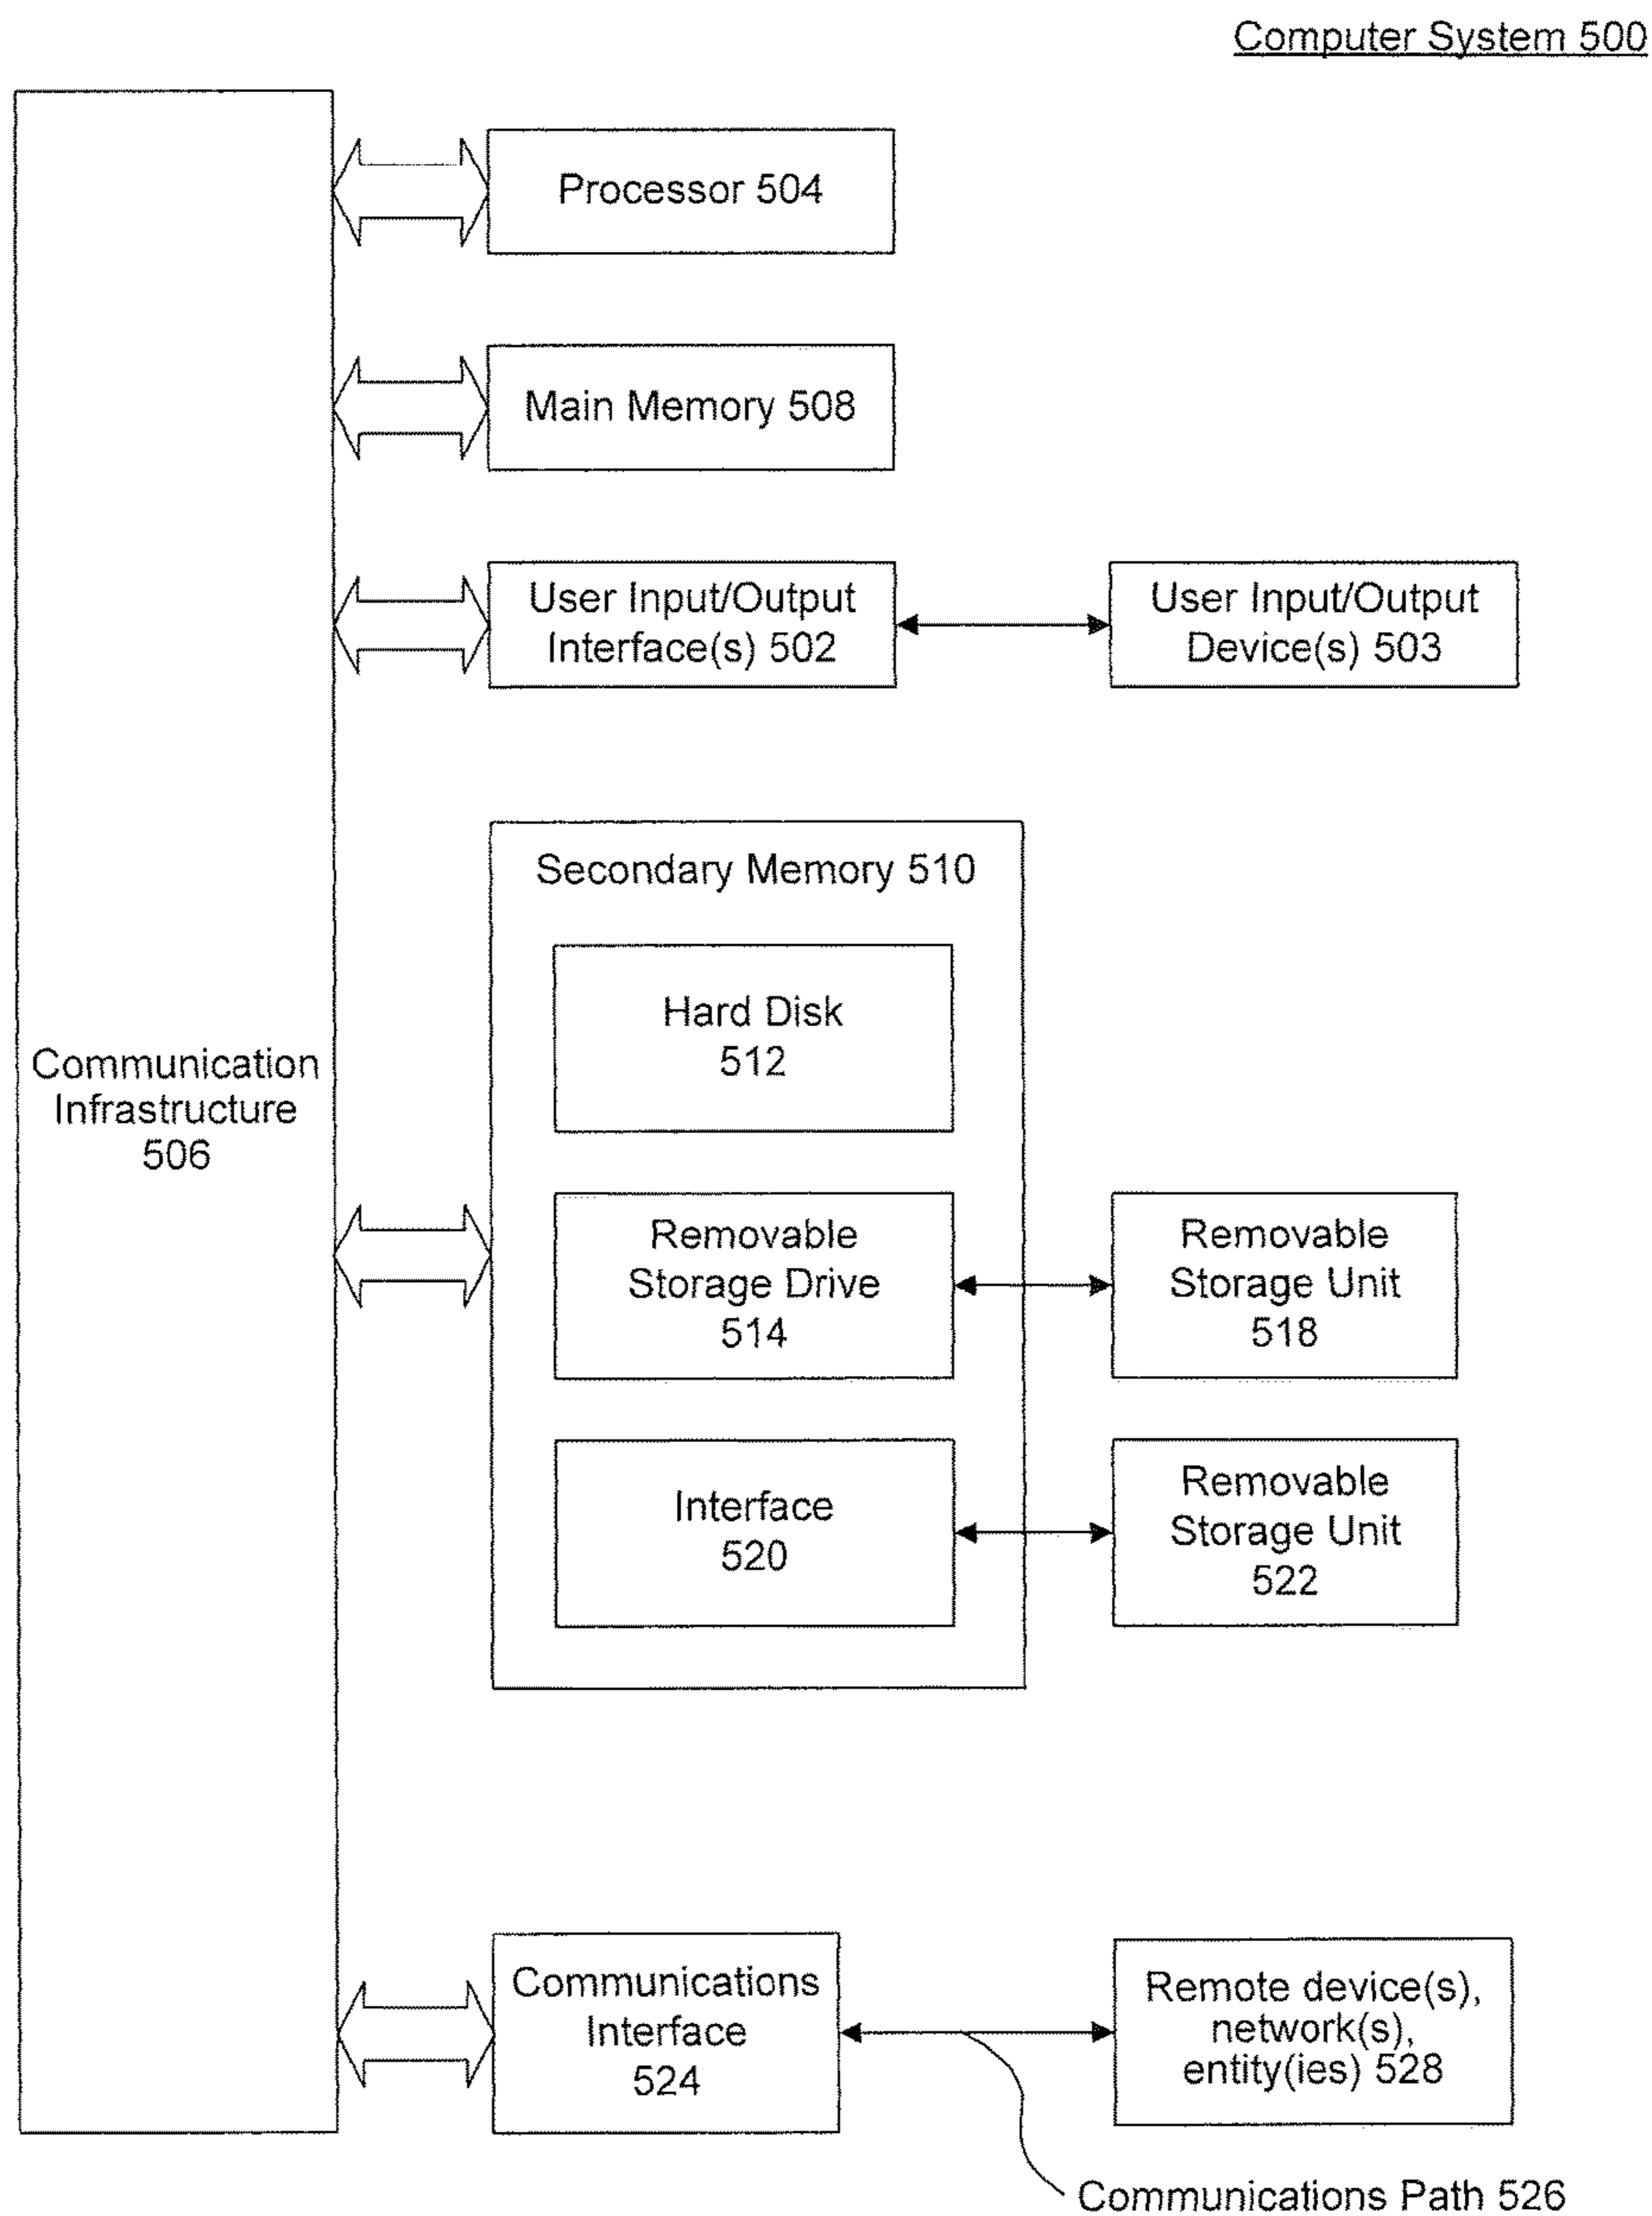 Computer System 500
Processor 504
Main Memory 508
User Input/Output
Interface(s) 502
User Input/Output
Device(s) 503
Secondary Memory 510
Hard Disk
512
Communication
Infrastructure
506
Removable
Storage Drive
514
Removable
Storage Unit
518
Interface
520
Removable
Storage Unit
522
Communications
Interface
524
Remote device(s),
network(s),
entity(ies) 528
Communications Path 526